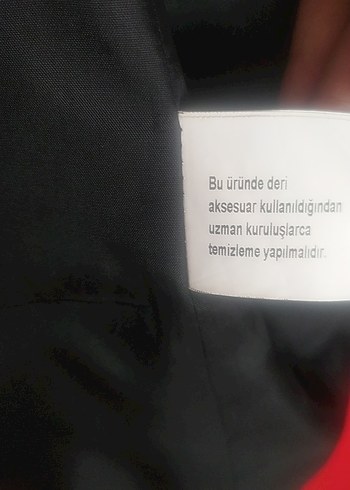 Bu üründe deri
aksesuar kullanıldığından
uzman kuruluşlarca
temizleme yapılmalıdır.